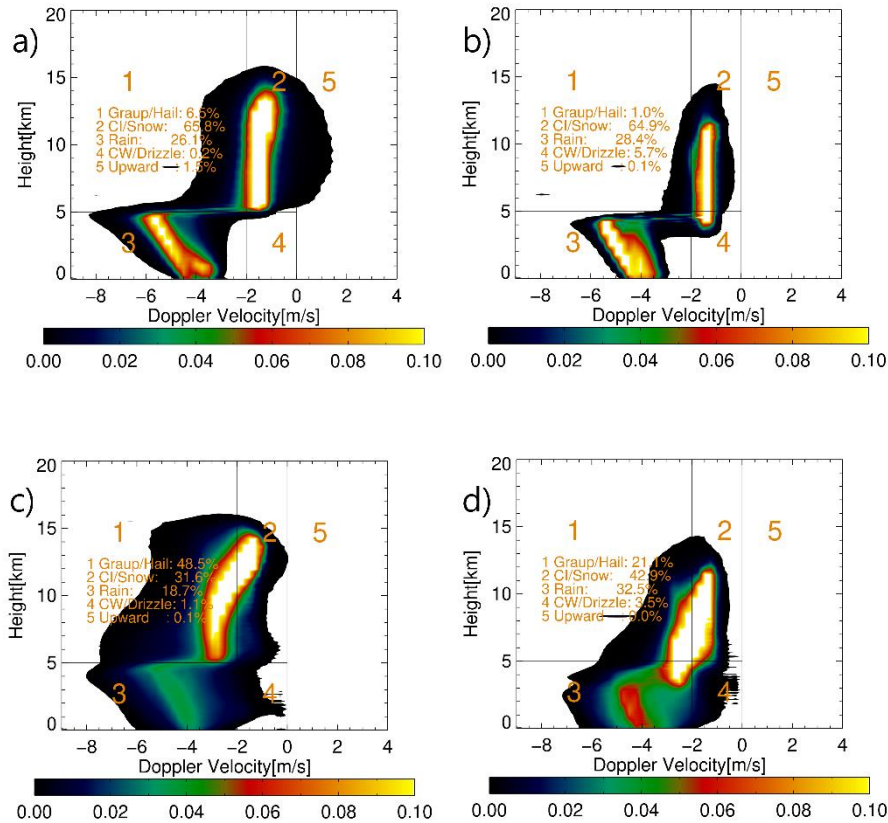 a)
20
15
10
5
0
Height[km]
1
2
5
3
4
1 Graup/Hail: 6.5%
2 CI/Snow: 65.8%
3 Rain: 26.1%
4 CW/Drizzle: 0.2%
5 Upward : 1.5%
−8 −6 −4 −2 0 2 4
Doppler Velocity[m/s]
0.00 0.02 0.04 0.06 0.08 0.10
b)
20
15
10
5
0
Height[km]
1
2
5
3
4
1 Graup/Hail: 1.0%
2 CI/Snow: 64.9%
3 Rain: 28.4%
4 CW/Drizzle: 5.7%
5 Upward : 0.1%
−8 −6 −4 −2 0 2 4
Doppler Velocity[m/s]
0.00 0.02 0.04 0.06 0.08 0.10
c)
20
15
10
5
0
Height[km]
1
2
5
3
4
1 Graup/Hail: 48.5%
2 CI/Snow: 31.6%
3 Rain: 18.7%
4 CW/Drizzle: 1.1%
5 Upward : 0.1%
−8 −6 −4 −2 0 2 4
Doppler Velocity[m/s]
0.00 0.02 0.04 0.06 0.08 0.10
d)
20
15
10
5
0
Height[km]
1
2
5
3
4
1 Graup/Hail: 21.1%
2 CI/Snow: 42.9%
3 Rain: 32.5%
4 CW/Drizzle: 3.5%
5 Upward : 0.0%
−8 −6 −4 −2 0 2 4
Doppler Velocity[m/s]
0.00 0.02 0.04 0.06 0.08 0.10